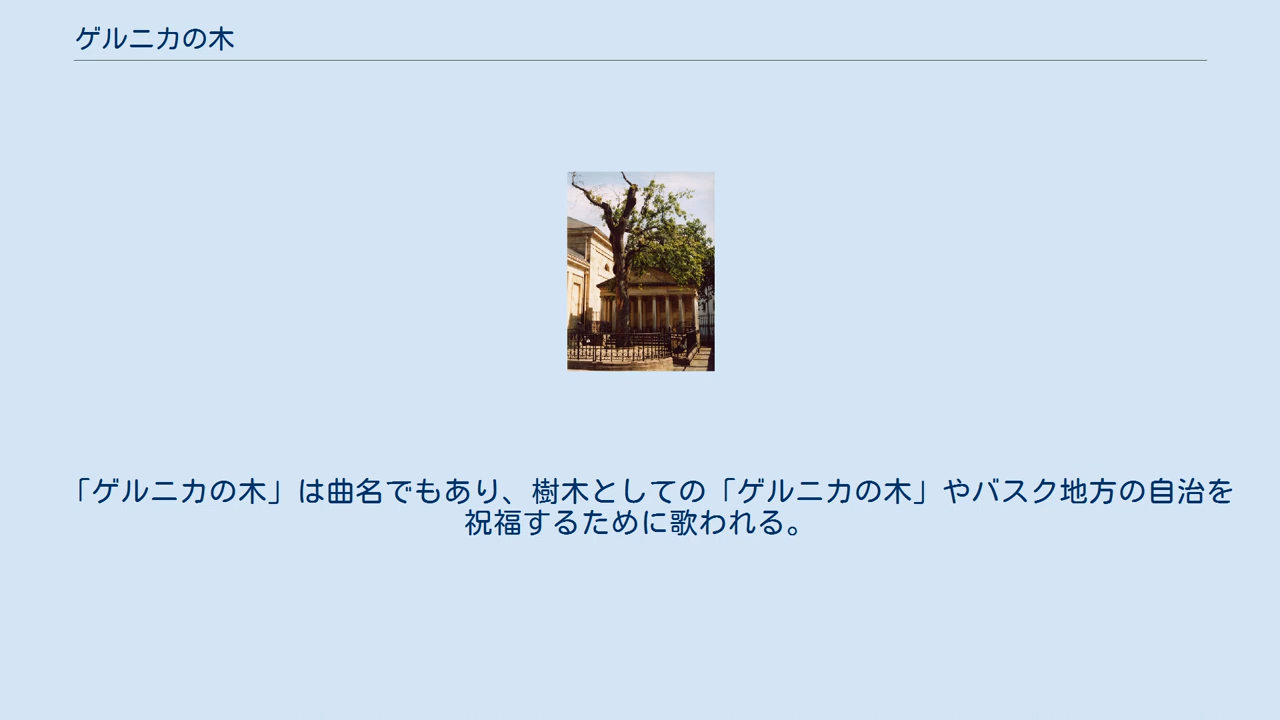 ゲルニカの木
「ゲルニカの木」は曲名でもあり、樹木としての「ゲルニカの木」やバスク地方の自治を
祝福するために歌われる。